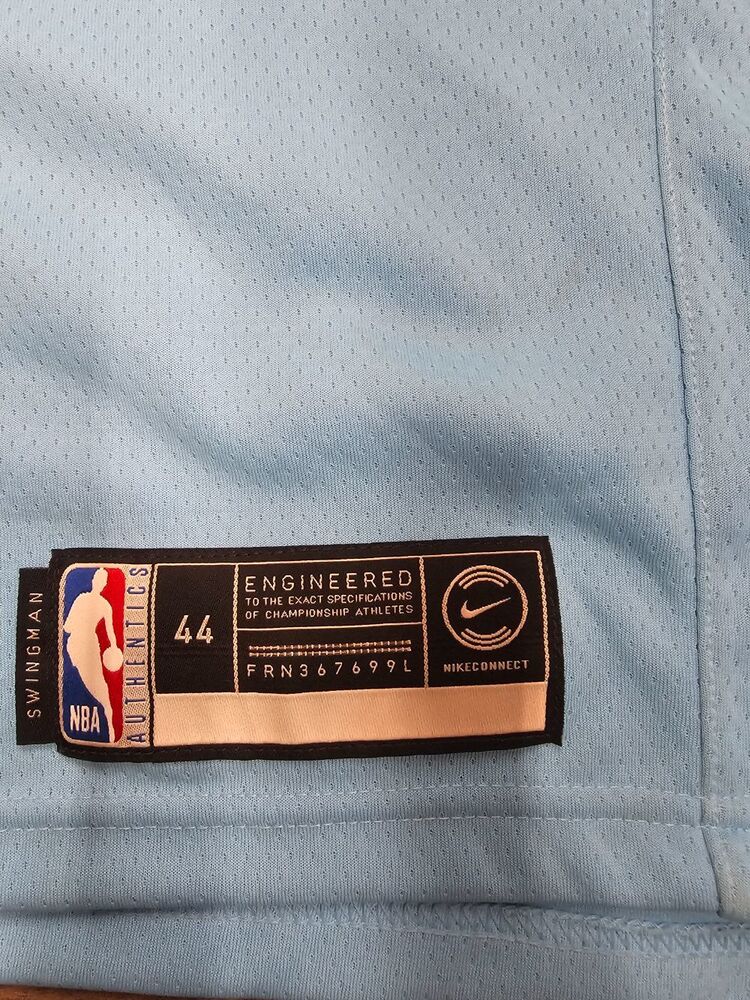 SWINGMAN
NBA
AUTHENTICS
44
ENGINEERED
TO THE EXACT SPECIFICATIONS
OF CHAMPIONSHIP ATHLETES
FRN367699L
NIKECONNECT